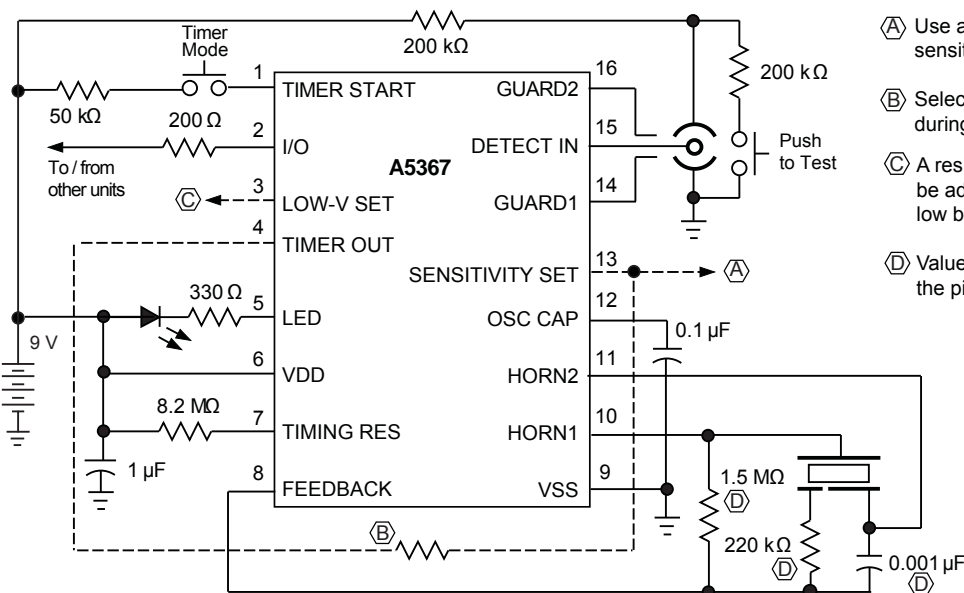 Timer
Mode
200 kΩ
50 kΩ
200 Ω
To / from
other units
C
1
2
3
4
5
6
7
8
TIMER START
I/O
LOW-V SET
TIMER OUT
LED
VDD
TIMING RES
FEEDBACK
A5367
GUARD2
DETECT IN
GUARD1
SENSITIVITY SET
OSC CAP
HORN2
HORN1
VSS
16
15
14
13
12
11
10
9
330 Ω
9 V
8.2 MΩ
1 µF
B
200 kΩ
Push
to Test
A
0.1 µF
1.5 MΩ
D
220 kΩ
D
0.001 µF
D
A Use a
sensit
B Selec
during
C A res
be ad
low b
D Value
the pi